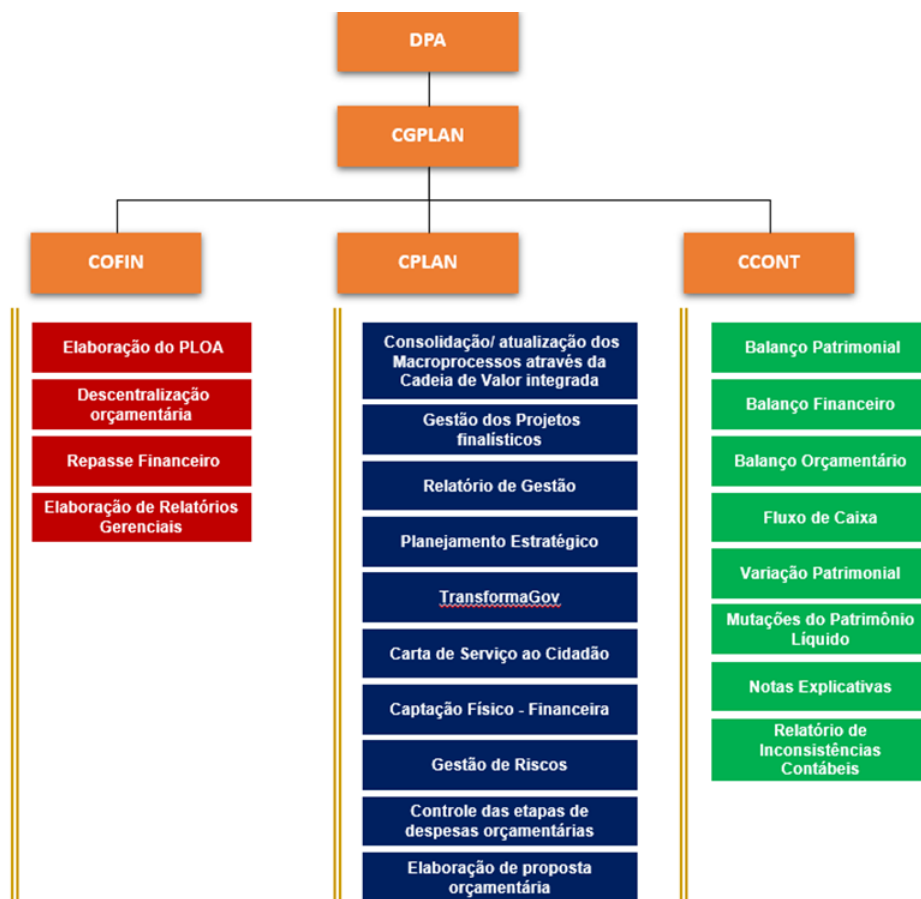 DPA
CGPLAN
COFIN
CPLAN
CCONT
Elaboração do PLOA
Descentralização
orçamentária
Repasse Financeiro
Elaboração de Relatórios
Gerenciais
Consolidação/ atualização dos
Macroprocessos através da
Cadeia de Valor integrada
Gestão dos Projetos
finalísticos
Relatório de Gestão
Planejamento Estratégico
TransformaGov
Carta de Serviço ao Cidadão
Captação Físico - Financeira
Gestão de Riscos
Controle das etapas de
despesas orçamentárias
Elaboração de proposta
orçamentária
Balanço Patrimonial
Balanço Financeiro
Balanço Orçamentário
Fluxo de Caixa
Variação Patrimonial
Mutações do Patrimônio
Líquido
Notas Explicativas
Relatório de
Inconsistências
Contábeis